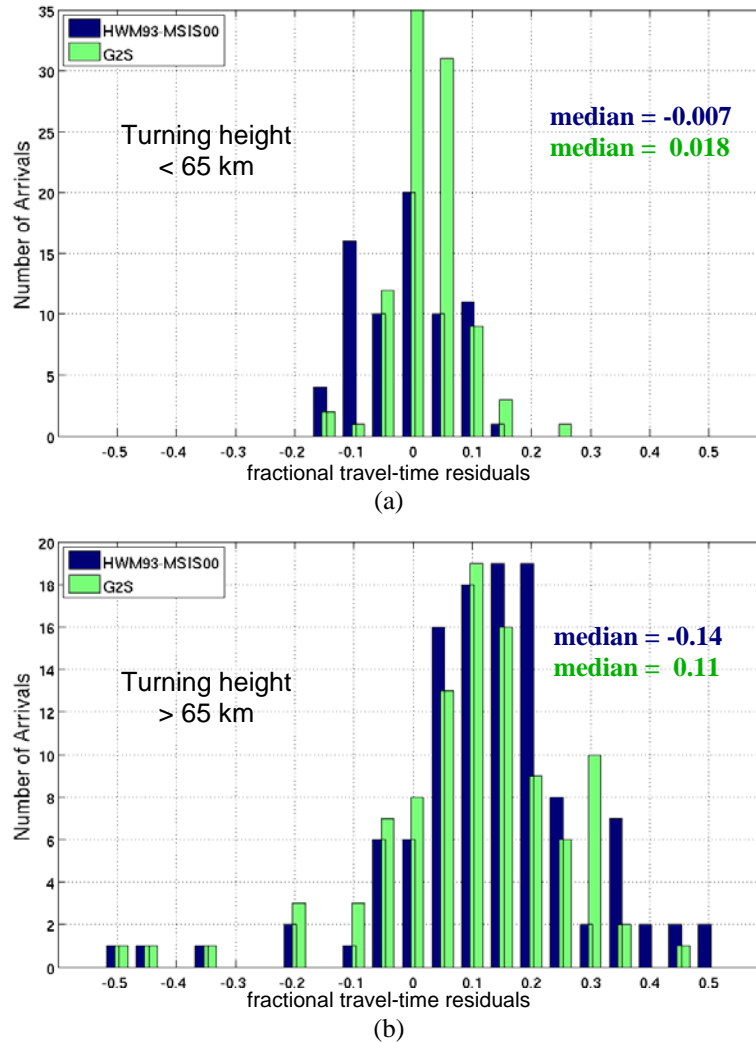 35
30
25
20
15
10
5
0
Number of Arrivals
HWM93-MSIS00
G2S
Turning height
< 65 km
median = -0.007
median = 0.018
-0.5 -0.4 -0.3 -0.2 -0.1 0 0.1 0.2 0.3 0.4 0.5
fractional travel-time residuals
(a)
20
18
16
14
12
10
8
6
4
2
0
Number of Arrivals
HWM93-MSIS00
G2S
Turning height
> 65 km
median = -0.14
median = 0.11
-0.5 -0.4 -0.3 -0.2 -0.1 0 0.1 0.2 0.3 0.4 0.5
fractional travel-time residuals
(b)